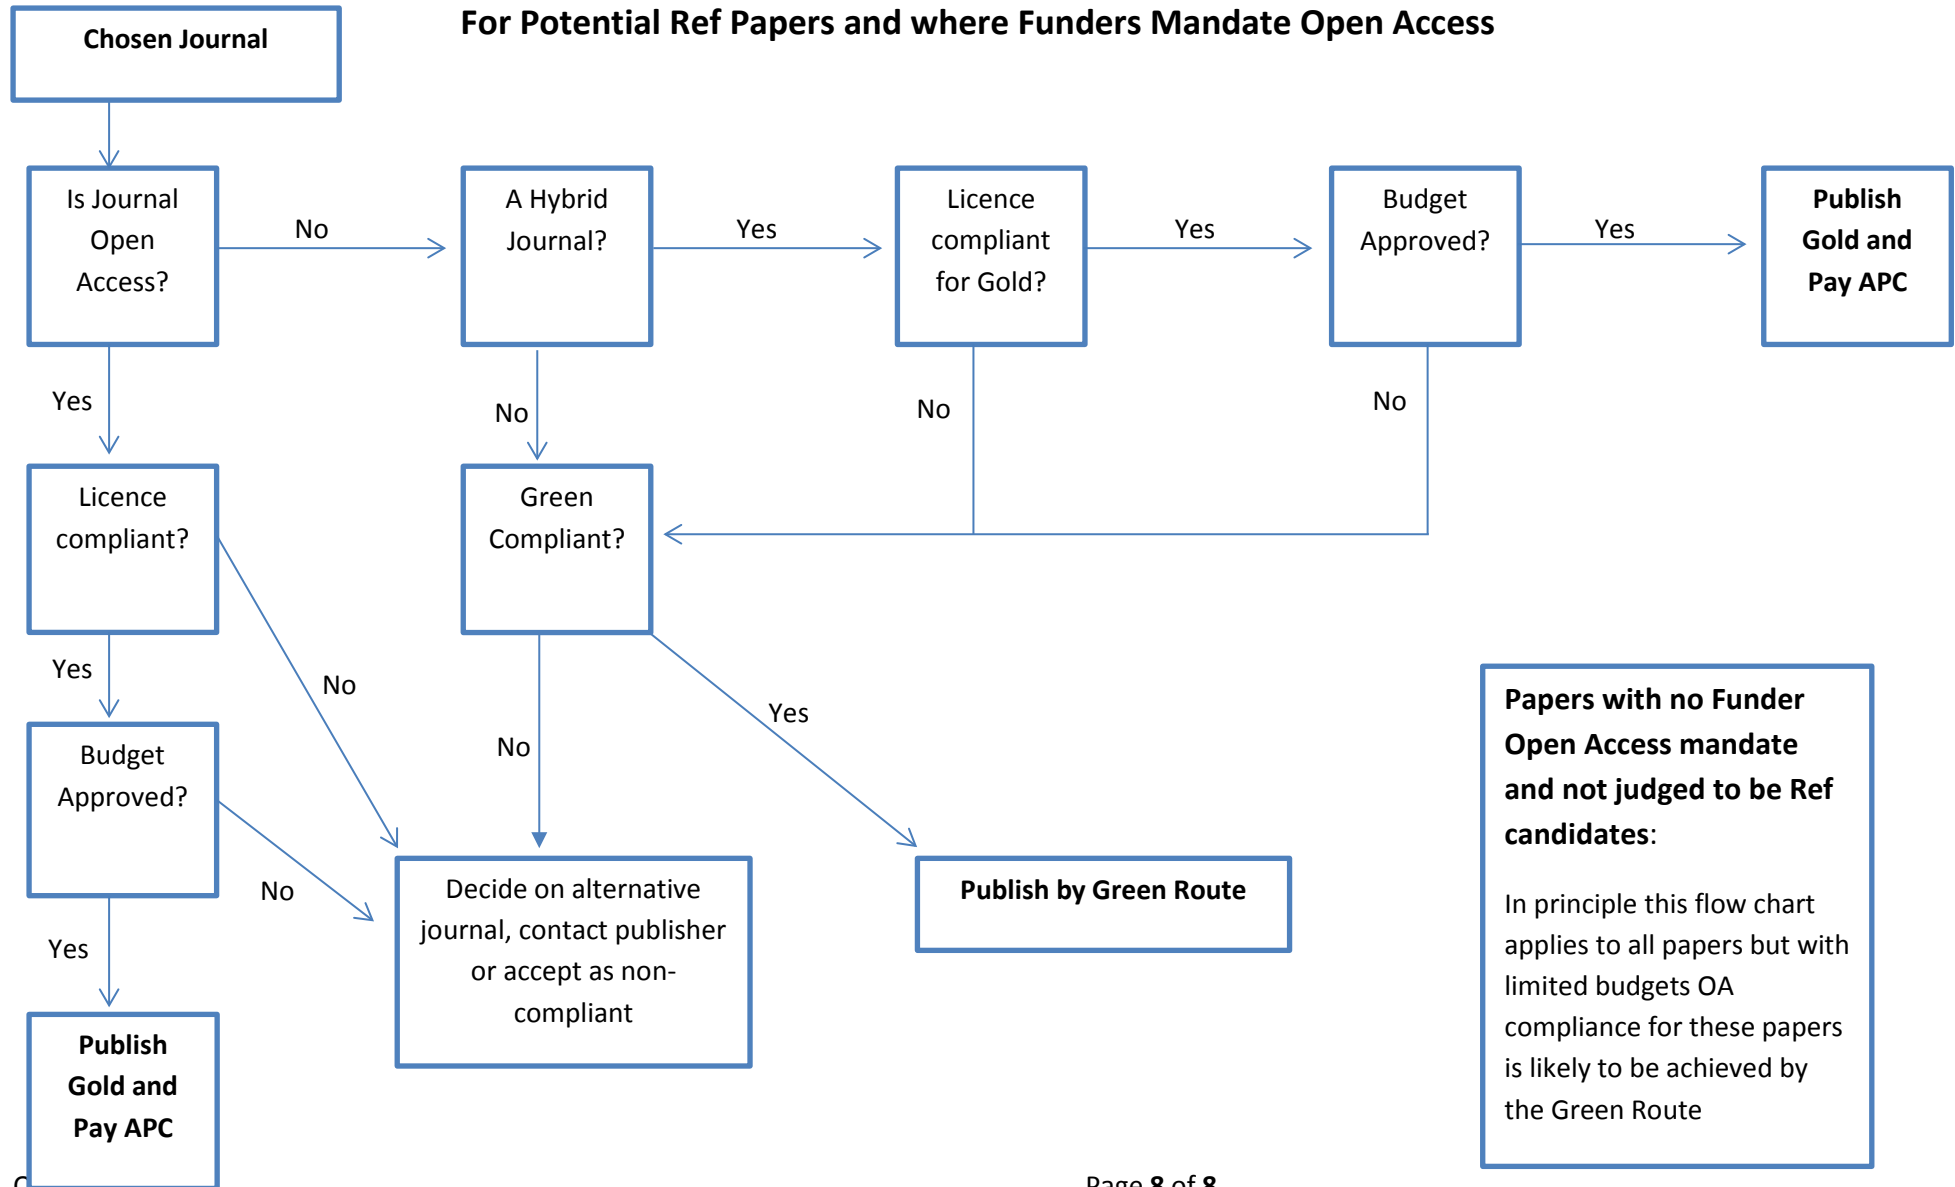 For Potential Ref Papers and where Funders Mandate Open Access
Chosen Journal
Is Journal
Open
Access?
No
A Hybrid
Journal?
Yes
Licence
compliant
for Gold?
Yes
Budget
Approved?
Yes
Publish
Gold and
Pay APC
Yes
No
No
No
Licence
compliant?
Green
Compliant?
Yes
No
No
Yes
Budget
Approved?
No
Yes
Decide on alternative
journal, contact publisher
or accept as non-
compliant
Publish by Green Route
Publish
Gold and
Pay APC
Papers with no Funder
Open Access mandate
and not judged to be Ref
candidates:
In principle this flow chart
applies to all papers but with
limited budgets OA
compliance for these papers
is likely to be achieved by
the Green Route
Page 8 of 8